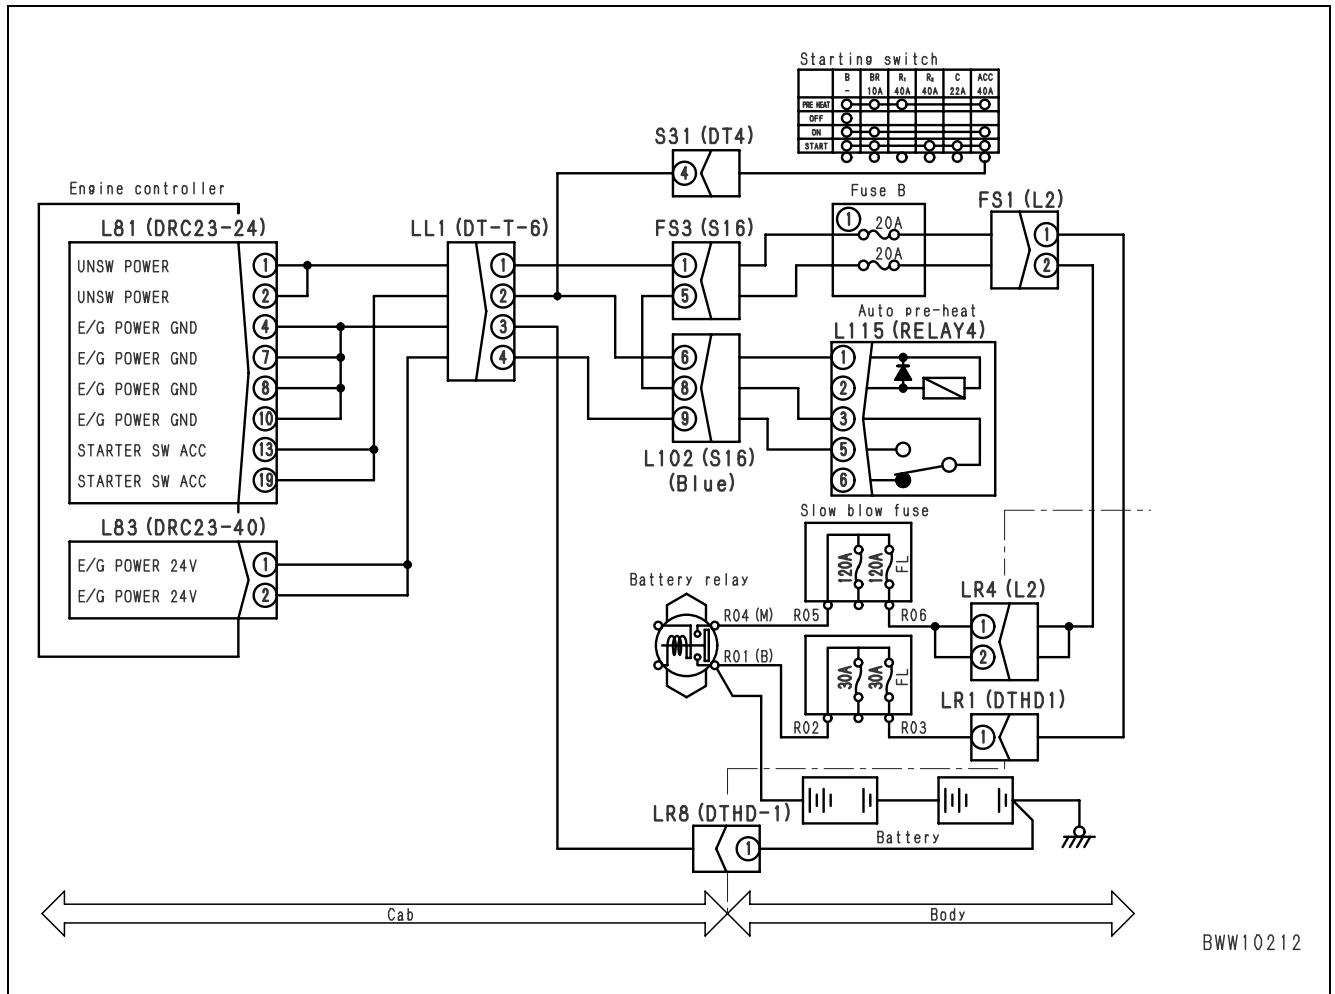 Starting switch
B BR R₁ R₂ C ACC
- 10A 40A 40A 22A 40A
PRE HEAT
OFF
ON
START
S31 (DT4)
4
Engine controller
L81 (DRC23-24)
UNSW POWER 1
UNSW POWER 2
E/G POWER GND 4
E/G POWER GND 7
E/G POWER GND 8
E/G POWER GND 10
STARTER SW ACC 13
STARTER SW ACC 19
L83 (DRC23-40)
E/G POWER 24V 1
E/G POWER 24V 2
LL1 (DT-T-6)
1
2
3
4
FS3 (S16)
1
5
6
8
9
L102 (S16)
(Blue)
Fuse B
1
20A
20A
FS1 (L2)
1
2
Auto pre-heat
L115 (RELAY4)
1
2
3
5
6
Slow blow fuse
120A 120A FL
Battery relay
R04 (M) R05 R06
R01 (B)
LR4 (L2)
1
2
30A 30A FL
R02 R03
LR1 (DTHD1)
1
LR8 (DTHD-1)
1
Battery
Cab Body
BWW10212